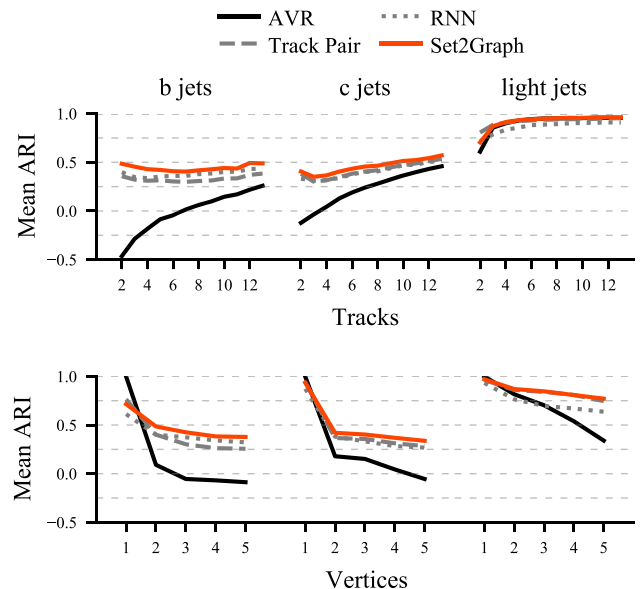 AVR RNN
Track Pair Set2Graph
b jets c jets light jets
Mean ARI
1.0
0.5
0.0
−0.5
2 4 6 8 10 12 2 4 6 8 10 12 2 4 6 8 10 12
Tracks
Mean ARI
1.0
0.5
0.0
−0.5
1 2 3 4 5 1 2 3 4 5 1 2 3 4 5
Vertices